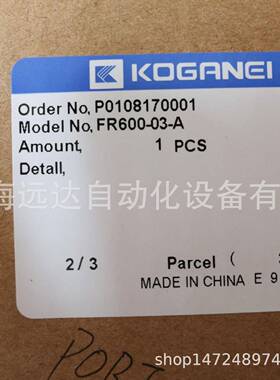 KOGANEI
Order No, P0108170001
Model No, FR600-03-A
Amount, 1 PCS
Detall,
海远达自动化设备有
2/3 Parcel (
MADE IN CHINA E 9
PORT
shop147248974